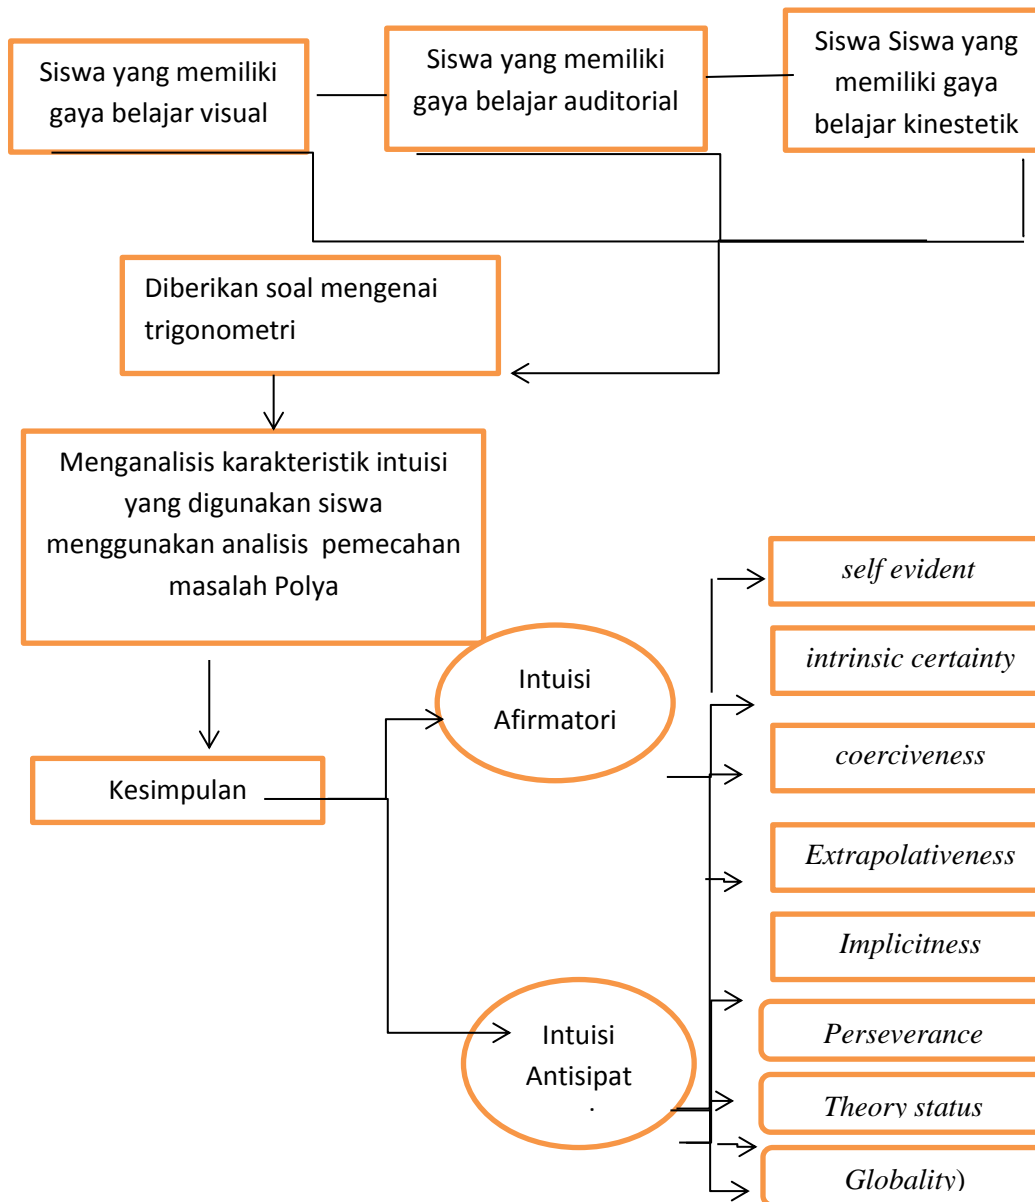 Siswa yang memiliki
gaya belajar visual
Siswa yang memiliki
gaya belajar auditorial
Siswa Siswa yang
memiliki gaya
belajar kinestetik
Diberikan soal mengenai
trigonometri
Menganalisis karakteristik intuisi
yang digunakan siswa
menggunakan analisis pemecahan
masalah Polya
Kesimpulan
Intuisi
Afirmatori
Intuisi
Antisipat
self evident
intrinsic certainty
coerciveness
Extrapolativeness
Implicitness
Perseverance
Theory status
Globality)